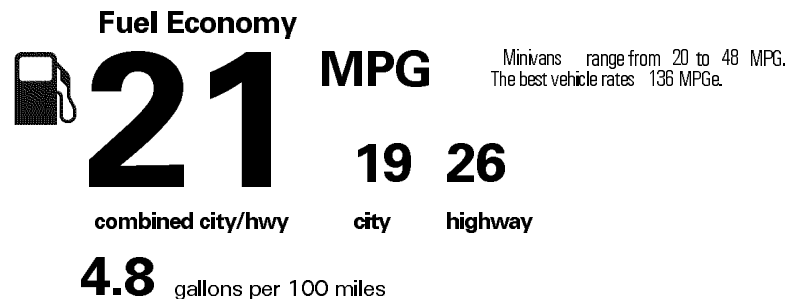 Fuel Economy
21 MPG
Minivans range from 20 to 48 MPG.
The best vehicle rates 136 MPGe.
19 26
combined city/hwy city highway
4.8 gallons per 100 miles